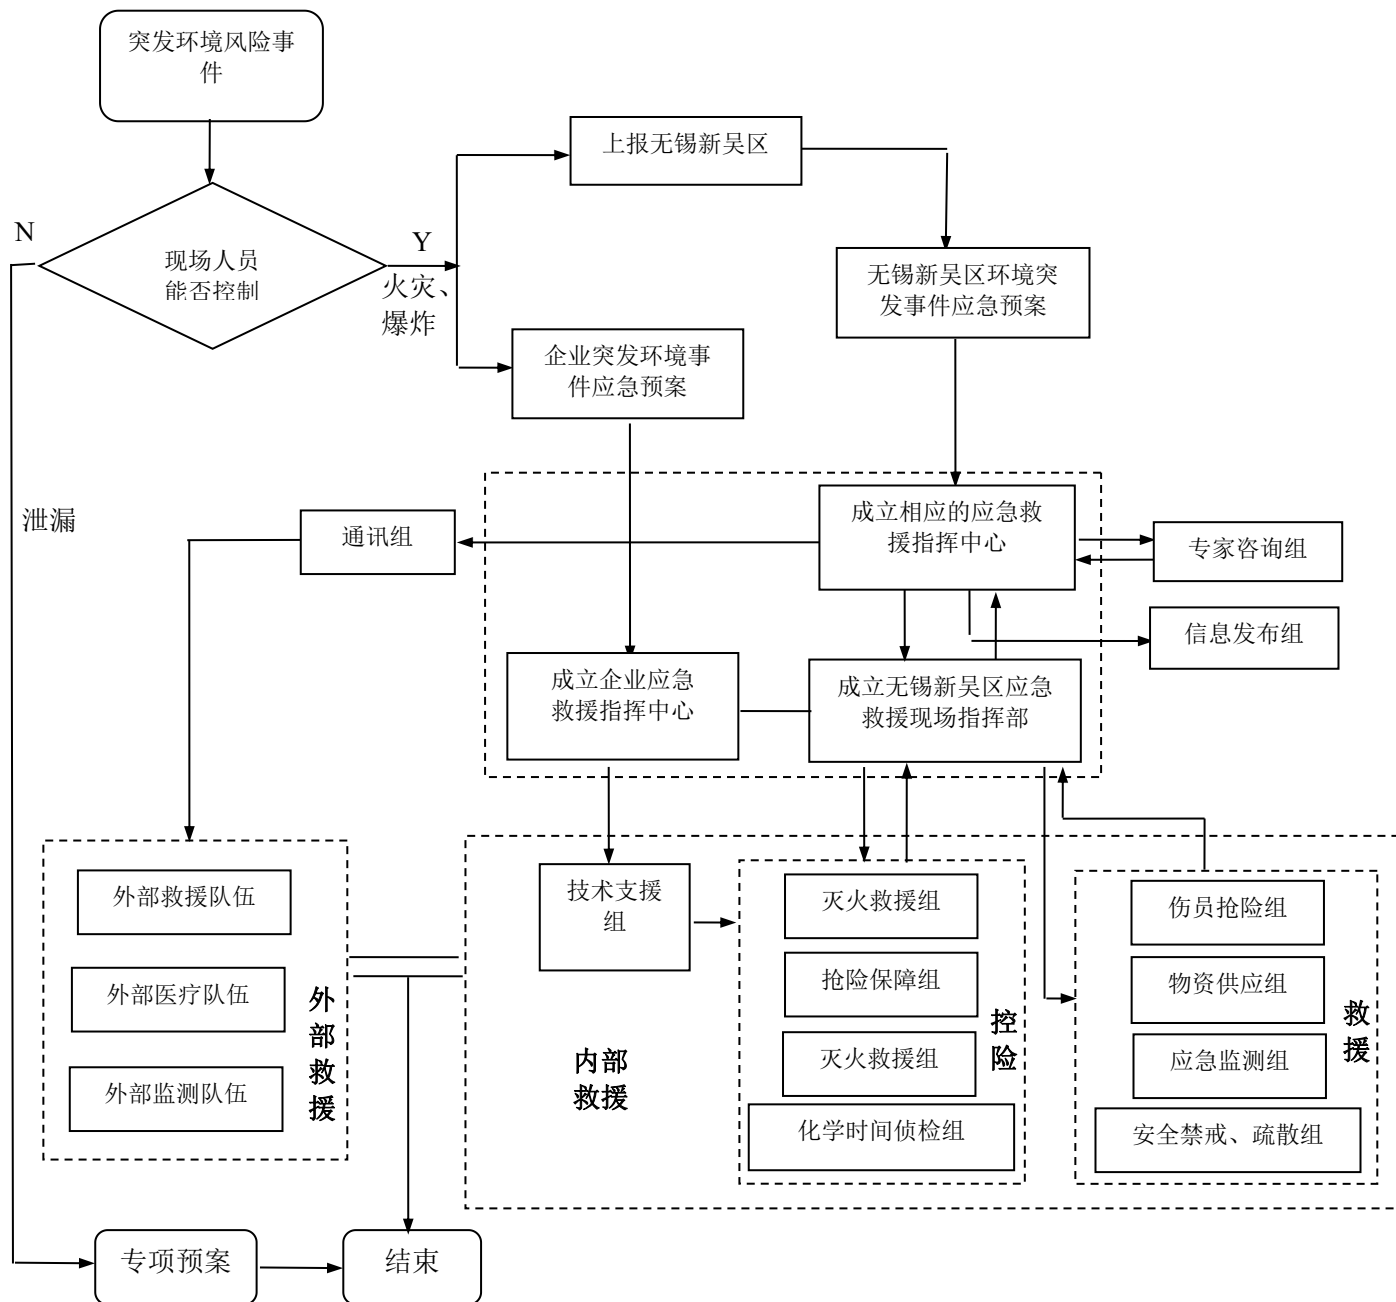 突发环境风险事
件
上报无锡新吴区
N
Y
现场人员
能否控制
火灾、
爆炸
无锡新吴区环境突
发事件应急预案
企业突发环境事
件应急预案
泄漏
通讯组
成立相应的应急救
援指挥中心
专家咨询组
信息发布组
成立企业应急
救援指挥中心
成立无锡新吴区应急
救援现场指挥部
外部救援队伍
外部医疗队伍
外部监测队伍
外
部
救
援
技术支援
组
内部
救援
灭火救援组
抢险保障组
灭火救援组
化学时间侦检组
控
险
伤员抢险组
物资供应组
应急监测组
安全禁戒、疏散组
救
援
专项预案
结束